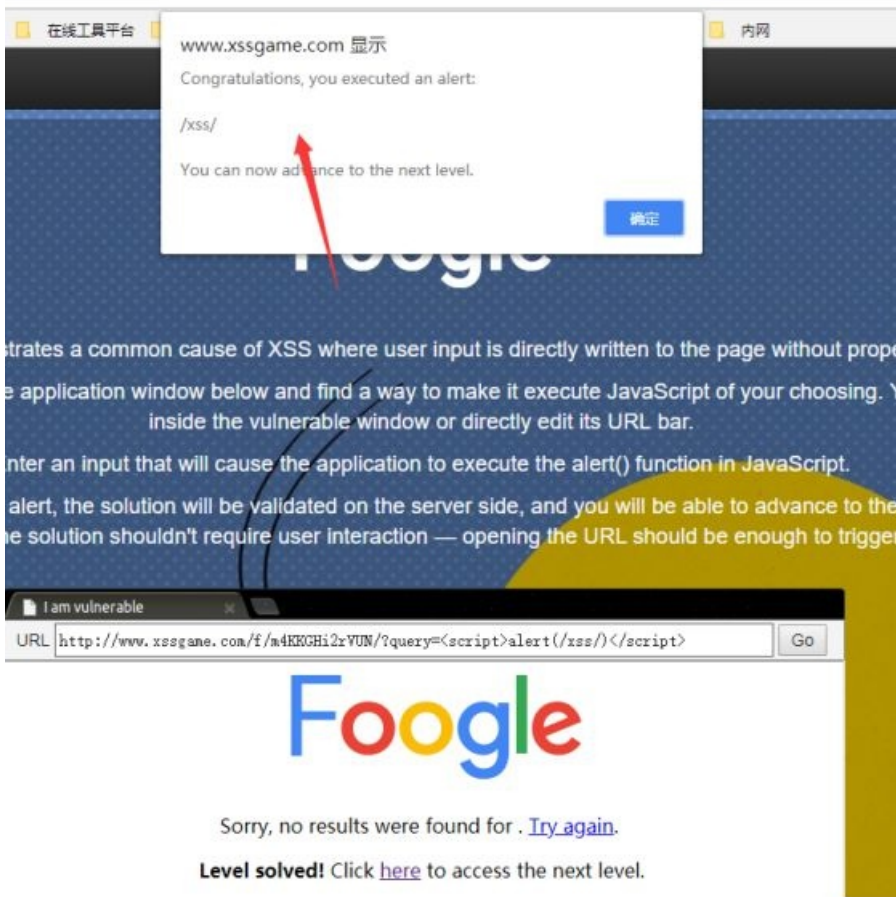 在线工具平台
内网
www.xssgame.com 显示
Congratulations, you executed an alert:
/xss/
You can now advance to the next level.
确定
Foogle
strates a common cause of XSS where user input is directly written to the page without prope
e application window below and find a way to make it execute JavaScript of your choosing. Y
inside the vulnerable window or directly edit its URL bar.
nter an input that will cause the application to execute the alert() function in JavaScript.
alert, the solution will be validated on the server side, and you will be able to advance to the
ne solution shouldn't require user interaction — opening the URL should be enough to trigger
I am vulnerable
URL http://www.xssgame.com/f/m4KKGHi2rVUN/?query=<script>alert(/xss/)</script> Go
Foogle
Sorry, no results were found for . Try again.
Level solved! Click here to access the next level.